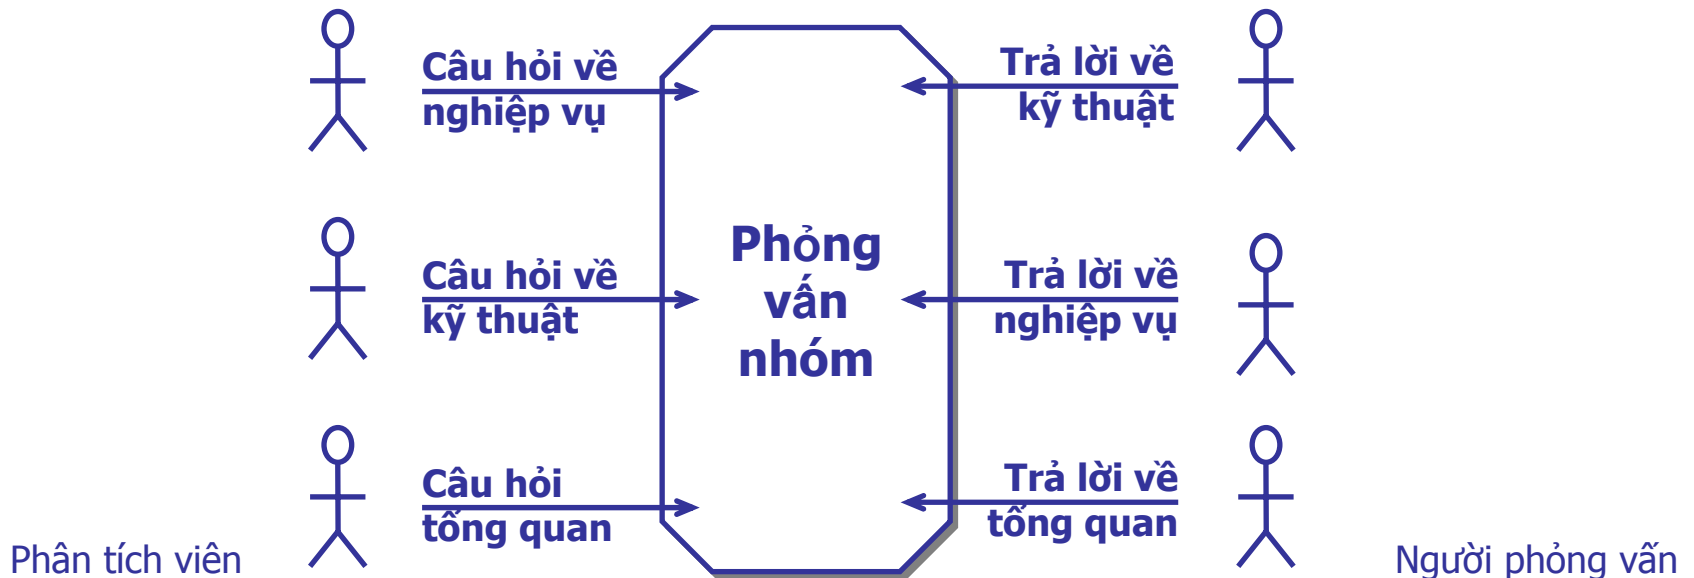 Câu hỏi về
nghiệp vụ
Trả lời về
kỹ thuật
Phỏng
vấn
nhóm
Câu hỏi về
kỹ thuật
Trả lời về
nghiệp vụ
Câu hỏi
tổng quan
Trả lời về
tổng quan
Phân tích viên
Người phỏng vấn